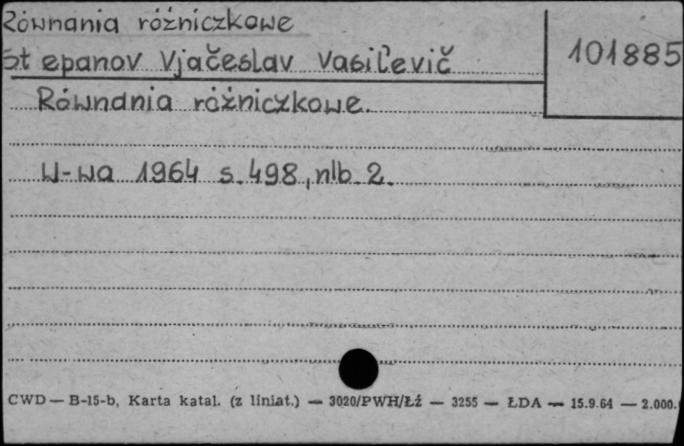 Równania różniczkowe
Stepanov Vjačeslav Vasil'evič
101885
Równania różniczkowe.
W-wa 1964 s. 498, nlb. 2.
CWD — B-15-b, Karta katal. (z liniat.) — 3020/PWH/Łź — 3255 — ŁDA — 15.9.64 — 2.000.